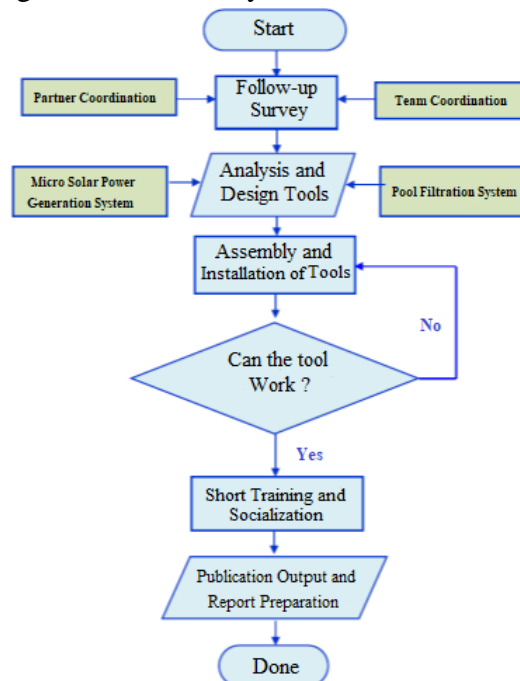 Start
Partner Coordination
Follow-up
Survey
Team Coordination
Micro Solar Power
Generation System
Analysis and
Design Tools
Pool Filtration System
Assembly and
Installation of Tools
No
Can the tool
Work ?
Yes
Short Training and
Socialization
Publication Output and
Report Preparation
Done